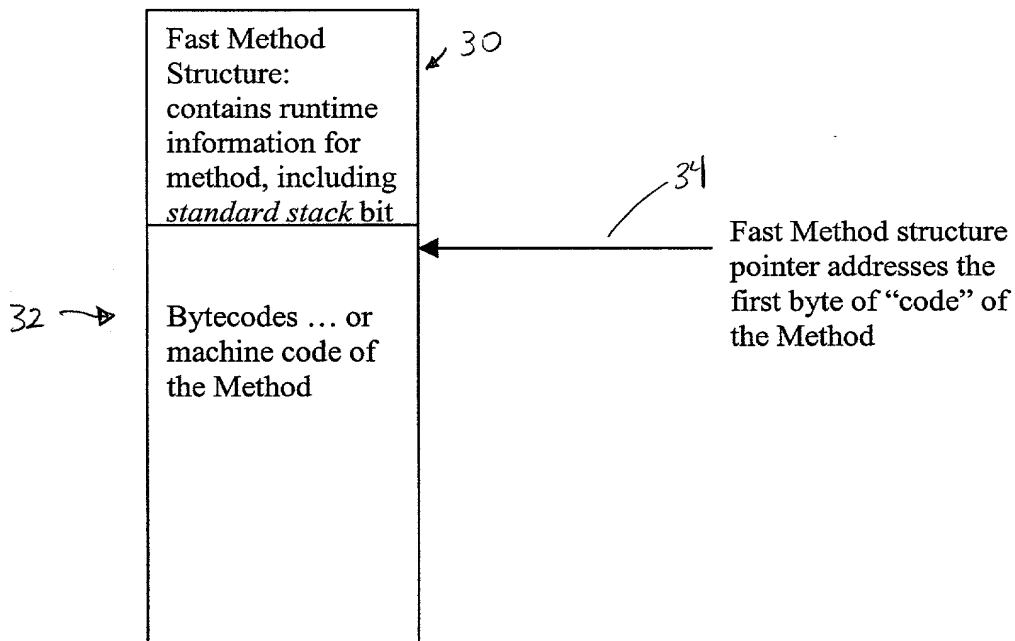 Fast Method
Structure:
contains runtime
information for
method, including
standard stack bit
30
34
Fast Method structure
pointer addresses the
first byte of “code” of
the Method
32
Bytecodes … or
machine code of
the Method